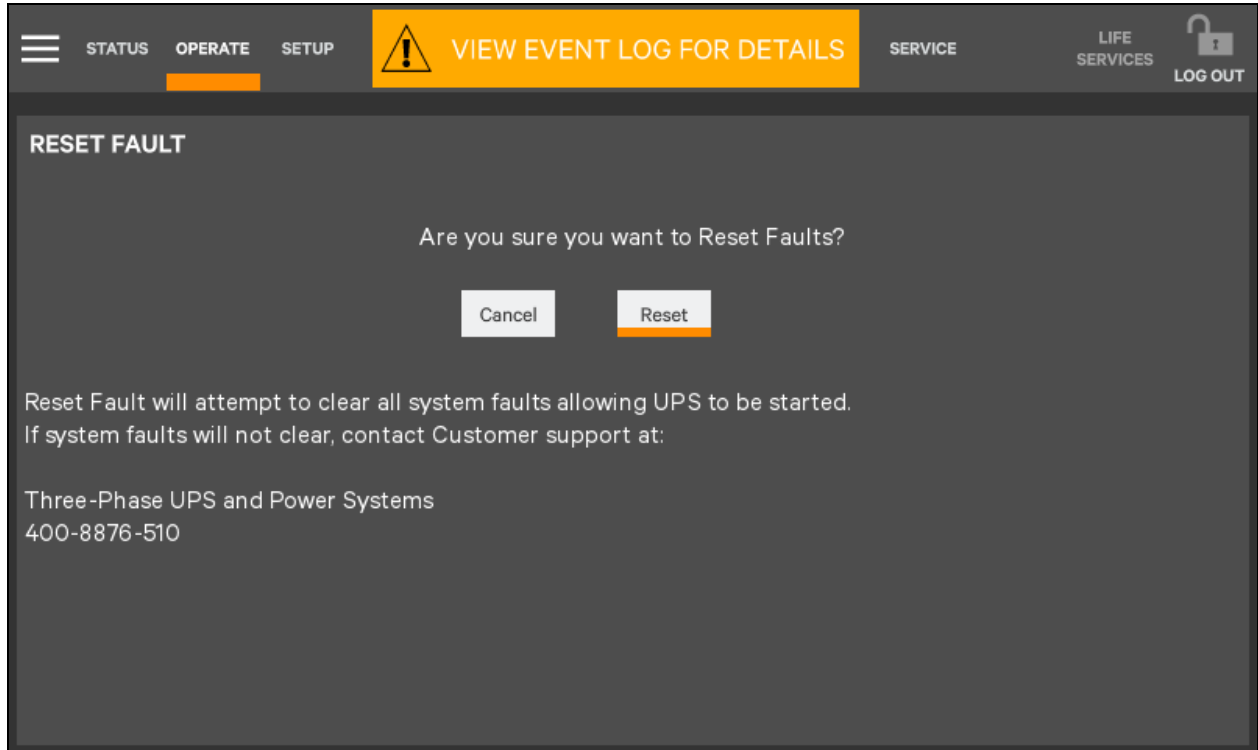 STATUS OPERATE SETUP VIEW EVENT LOG FOR DETAILS SERVICE LIFE
SERVICES
LOG OUT
RESET FAULT
Are you sure you want to Reset Faults?
Cancel Reset
Reset Fault will attempt to clear all system faults allowing UPS to be started.
If system faults will not clear, contact Customer support at:
Three-Phase UPS and Power Systems
400-8876-510